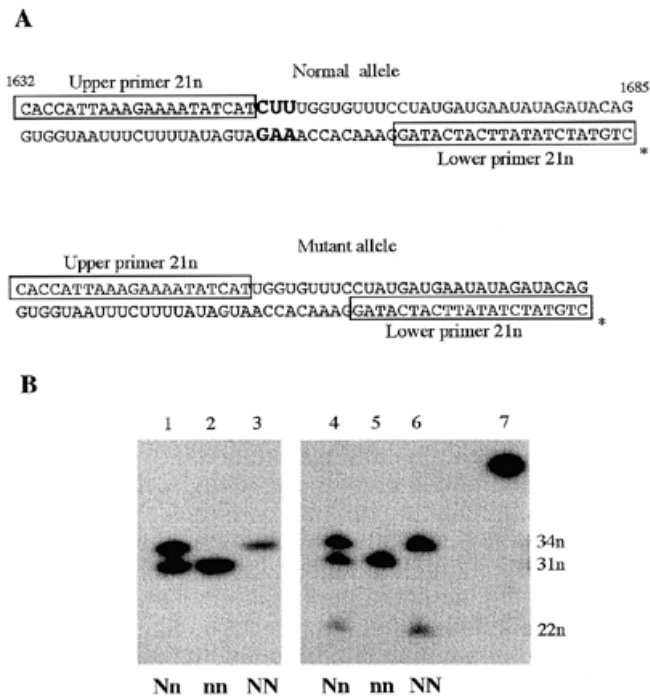 A
Normal allele
1632
Upper primer 21n
1685
CACCATTAAAGAAAATATCATCUUUGGUGUUUCCUAUGAUGAAUAUAGAUACAG
GUGGUAAUUUCUUUUAUAGUAGAAACCACAAAGGATACTACTTATATCTATGTC
*
Lower primer 21n
Mutant allele
Upper primer 21n
CACCATTAAAGAAAATATCATUGGUGUUUCCUAUGAUGAAUAUAGAUACAG
GUGGUAAUUUCUUUUAUAGUAACCACAAAGGATACTACTTATATCTATGTC
*
Lower primer 21n
B
1 2 3 4 5 6 7
34n
31n
22n
Nn nn NN Nn nn NN